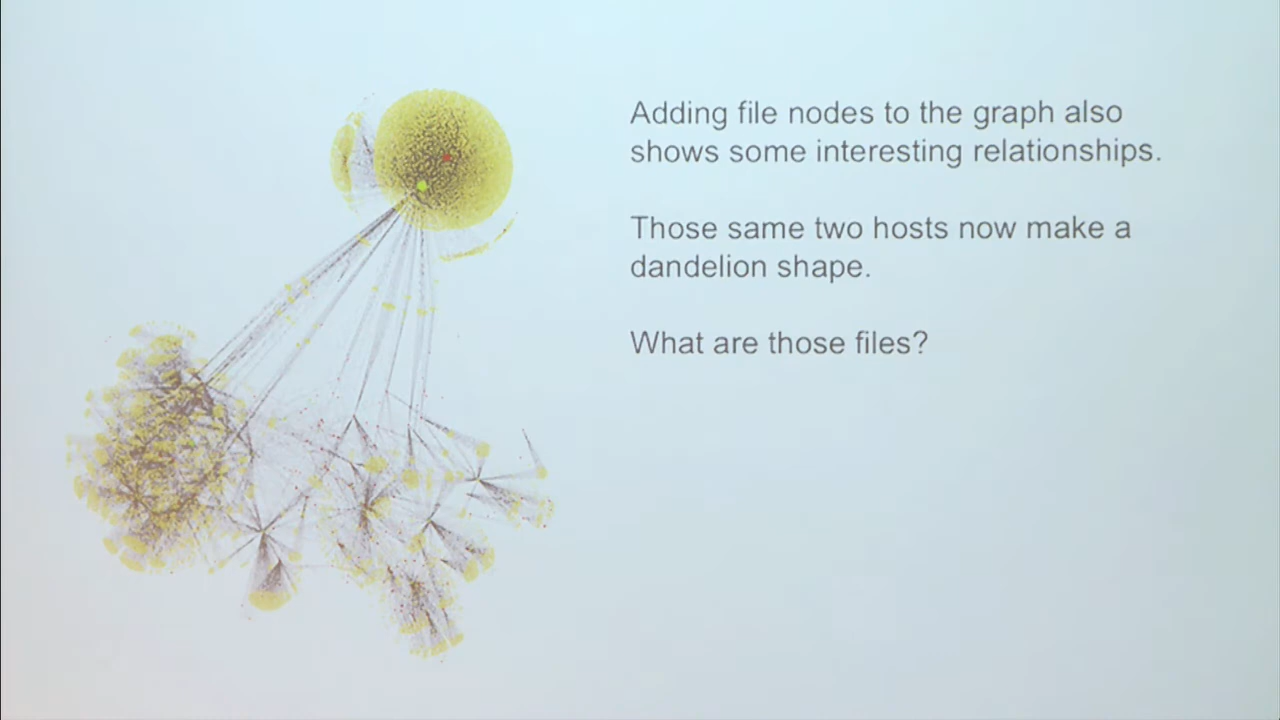 Adding file nodes to the graph also
shows some interesting relationships.
Those same two hosts now make a
dandelion shape.
What are those files?